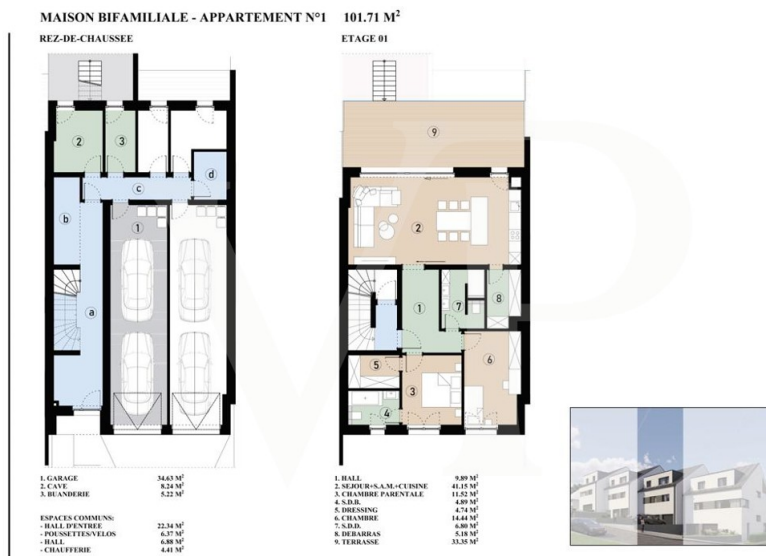 MAISON BIFAMILIALE - APPARTEMENT N°1 101.71 M²
REZ-DE-CHAUSSEE
ETAGE 01
2
3
c
d
b
1
a
1. GARAGE 34.63 M²
2. CAVE 8.24 M²
3. BUANDERIE 5.22 M²
ESPACES COMMUNS:
- HALL D'ENTREE 22.34 M²
- POUSSETTES/VELOS 6.37 M²
- HALL 6.88 M²
- CHAUFFERIE 4.41 M²
9
2
1
7
8
5
3
6
4
1. HALL 9.89 M²
2. SEJOUR+S.A.M.+CUISINE 41.15 M²
3. CHAMBRE PARENTALE 11.52 M²
4. S.D.B. 4.89 M²
5. DRESSING 4.74 M²
6. CHAMBRE 14.44 M²
7. S.D.D. 6.80 M²
8. DEBARRAS 5.18 M²
9. TERRASSE 33.35 M²
VP